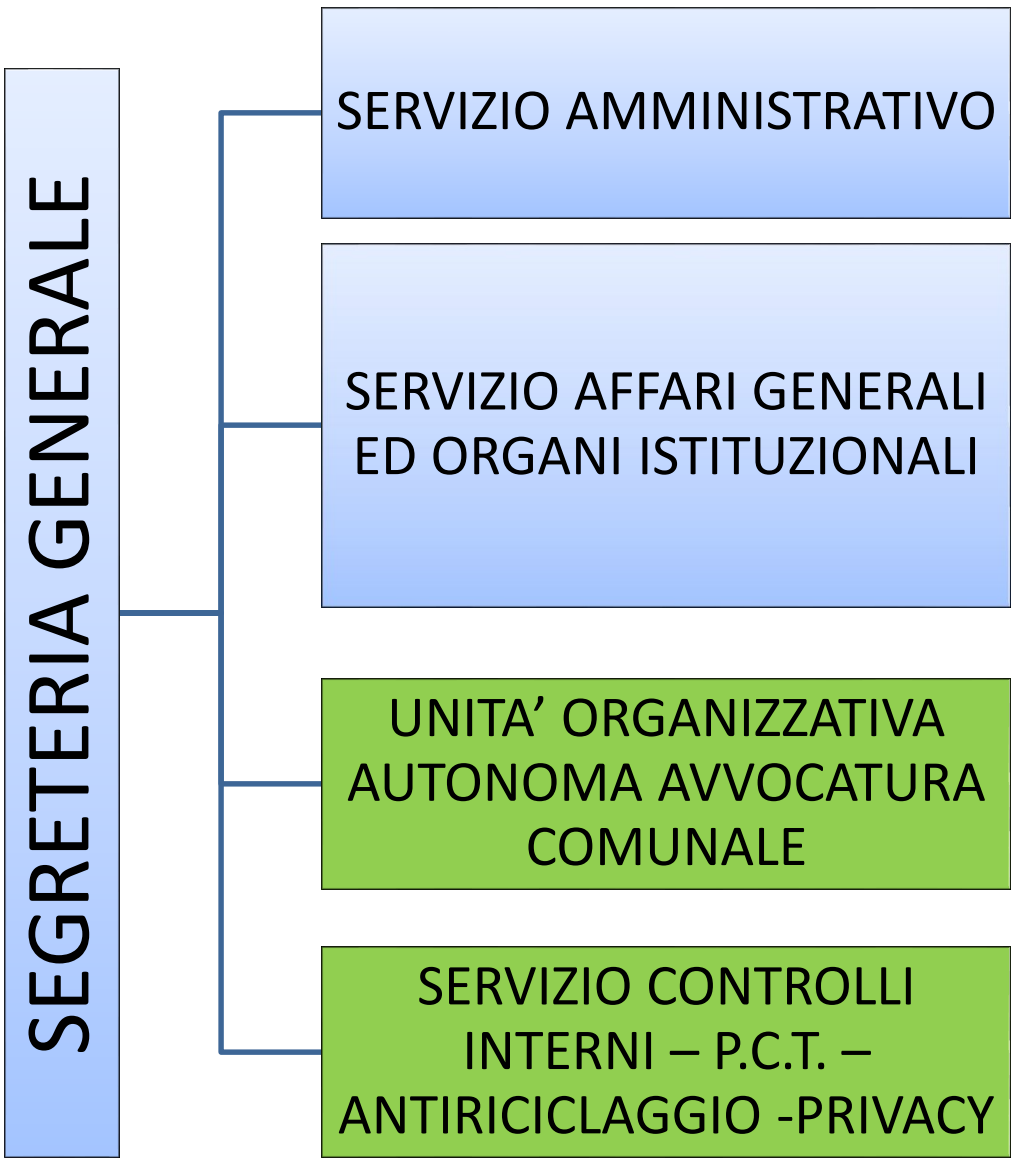 SEGRETERIA GENERALE
SERVIZIO AMMINISTRATIVO
SERVIZIO AFFARI GENERALI
ED ORGANI ISTITUZIONALI
UNITA’ ORGANIZZATIVA
AUTONOMA AVVOCATURA
COMUNALE
SERVIZIO CONTROLLI
INTERNI – P.C.T. –
ANTIRICICLAGGIO -PRIVACY